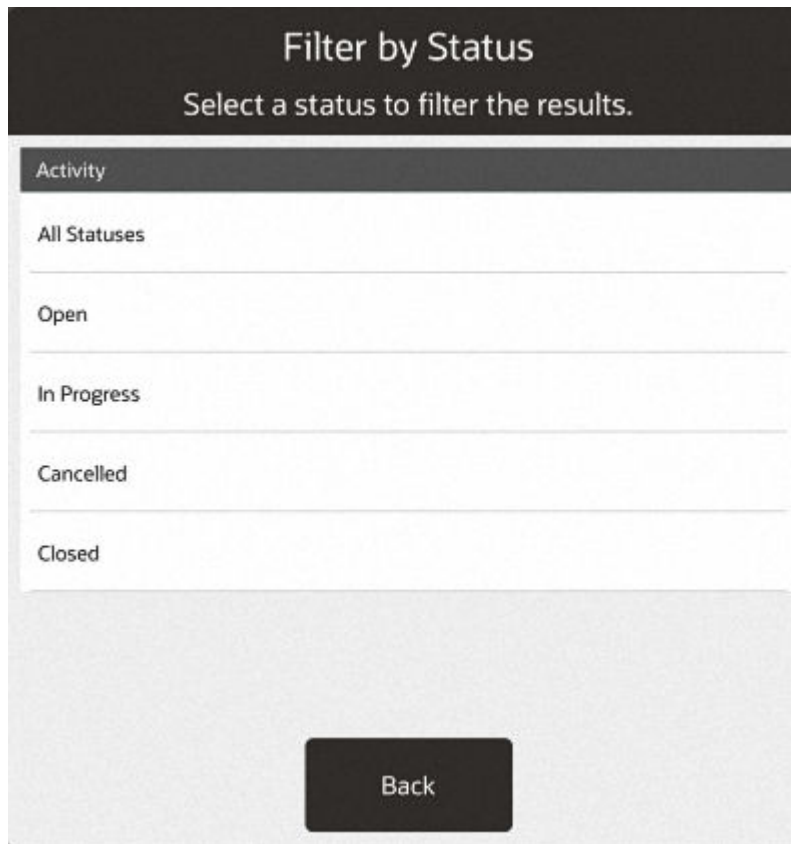 Filter by Status
Select a status to filter the results.
Activity
All Statuses
Open
In Progress
Cancelled
Closed
Back